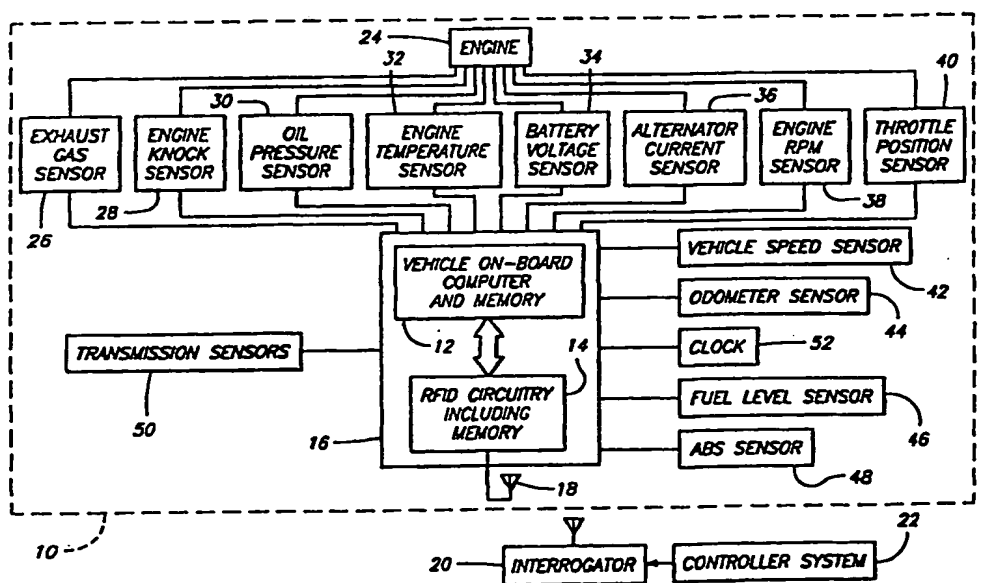 24
ENGINE
32
34
40
30
36
EXHAUST
GAS
SENSOR
ENGINE
KNOCK
SENSOR
OIL
PRESSURE
SENSOR
ENGINE
TEMPERATURE
SENSOR
BATTERY
VOLTAGE
SENSOR
ALTERNATOR
CURRENT
SENSOR
ENGINE
RPM
SENSOR
THROTTLE
POSITION
SENSOR
26
28
38
VEHICLE ON-BOARD
COMPUTER
AND MEMORY
VEHICLE SPEED SENSOR
42
ODOMETER SENSOR
44
12
14
CLOCK
52
TRANSMISSION SENSORS
50
RFID CIRCUITRY
INCLUDING
MEMORY
16
FUEL LEVEL SENSOR
46
ABS SENSOR
48
18
10
20
INTERROGATOR
CONTROLLER SYSTEM
22